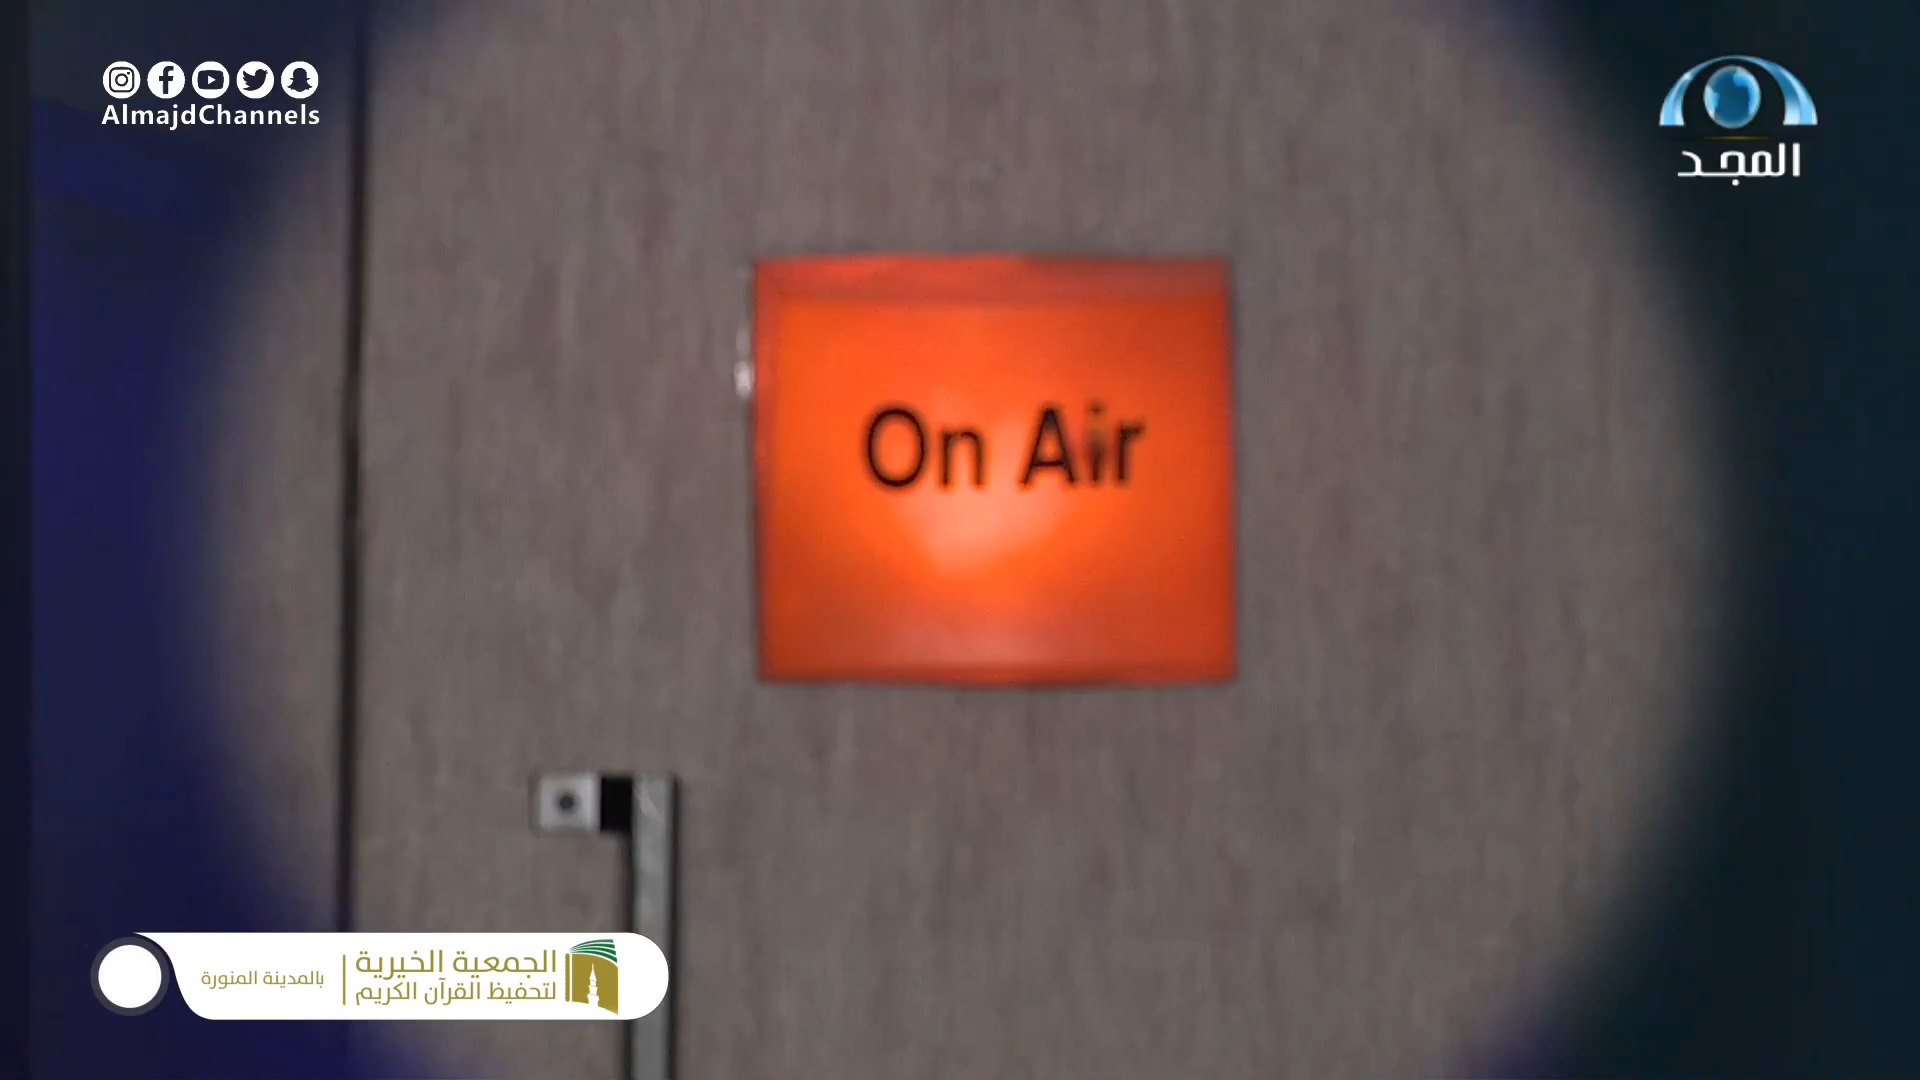 AlmajdChannels
المجد
On Air
الجمعية الخيرية
لتحفيظ القرآن الكريم
بالمدينة المنورة